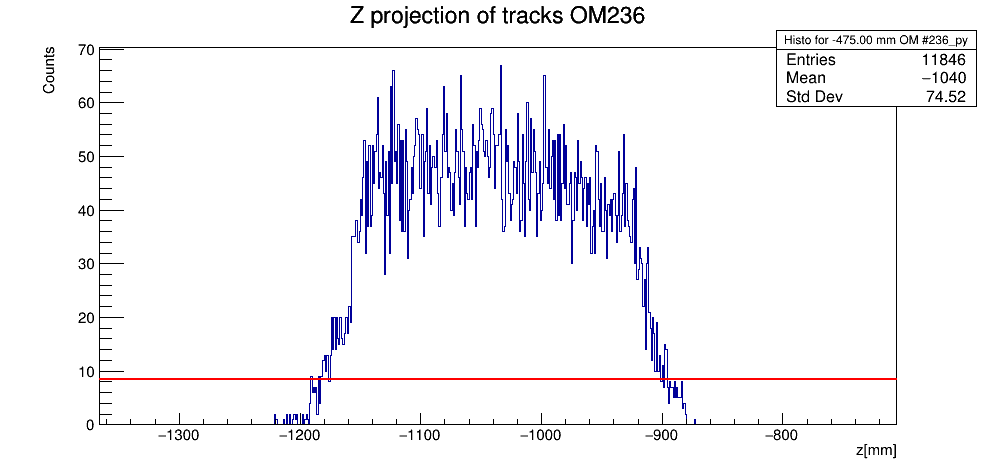 Z projection of tracks OM236
Histo for -475.00 mm OM #236_py
Entries 11846
Mean −1040
Std Dev 74.52
Counts
70
60
50
40
30
20
10
0
−1300 −1200 −1100 −1000 −900 −800
z[mm]